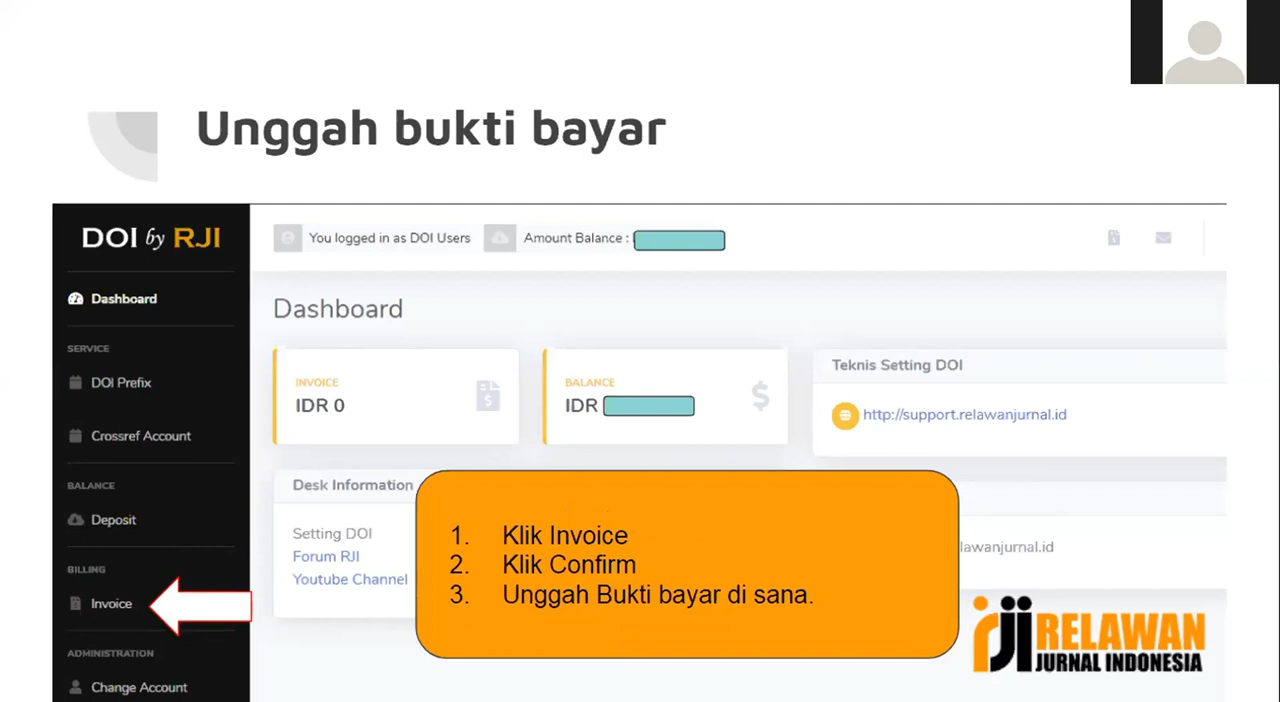 Unggah bukti bayar
DOI by RJI
You logged in as DOI Users
Amount Balance :
Dashboard
SERVICE
DOI Prefix
Crossref Account
BALANCE
Deposit
BILLING
Invoice
ADMINISTRATION
Change Account
Dashboard
INVOICE
IDR 0
BALANCE
IDR
Teknis Setting DOI
http://support.relawanjurnal.id
Desk Information
Setting DOI
Forum RJI
Youtube Channel
lawanjurnal.id
1. Klik Invoice
2. Klik Confirm
3. Unggah Bukti bayar di sana.
rji RELAWAN
JURNAL INDONESIA